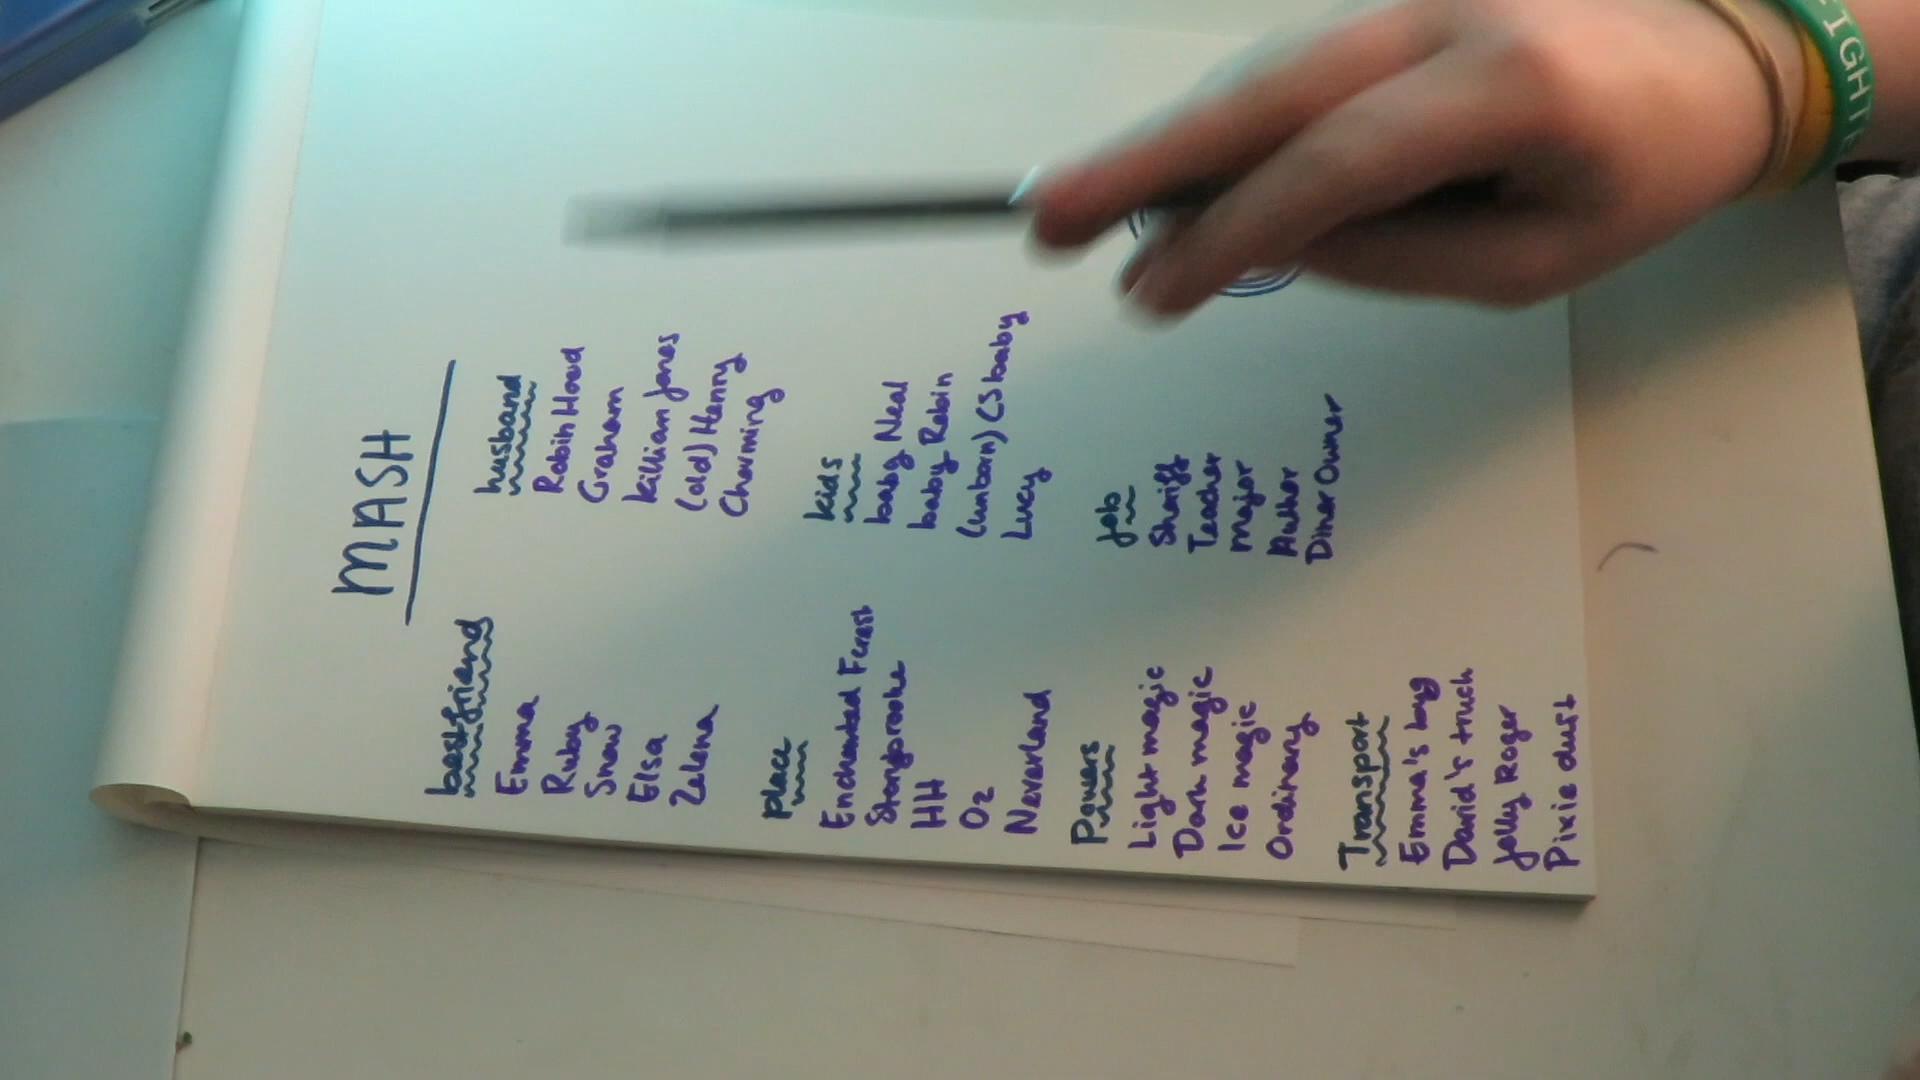 MASH
bestfriend
Emma
Ruby
Snow
Elsa
Zelena
husband
Robin Hood
Graham
Killian Jones
(old) Henry
Charming
place
Enchanted Forest
Storybrooke
HH
Oz
Neverland
kids
baby Neal
baby Robin
(unborn) CS baby
Lucy
Powers
Light magic
Dark magic
Ice magic
Ordinary
job
Sheriff
Teacher
Major
Author
Diner Owner
Transport
Emma's bug
David's truck
Jolly Roger
Pixie dust
IGHT